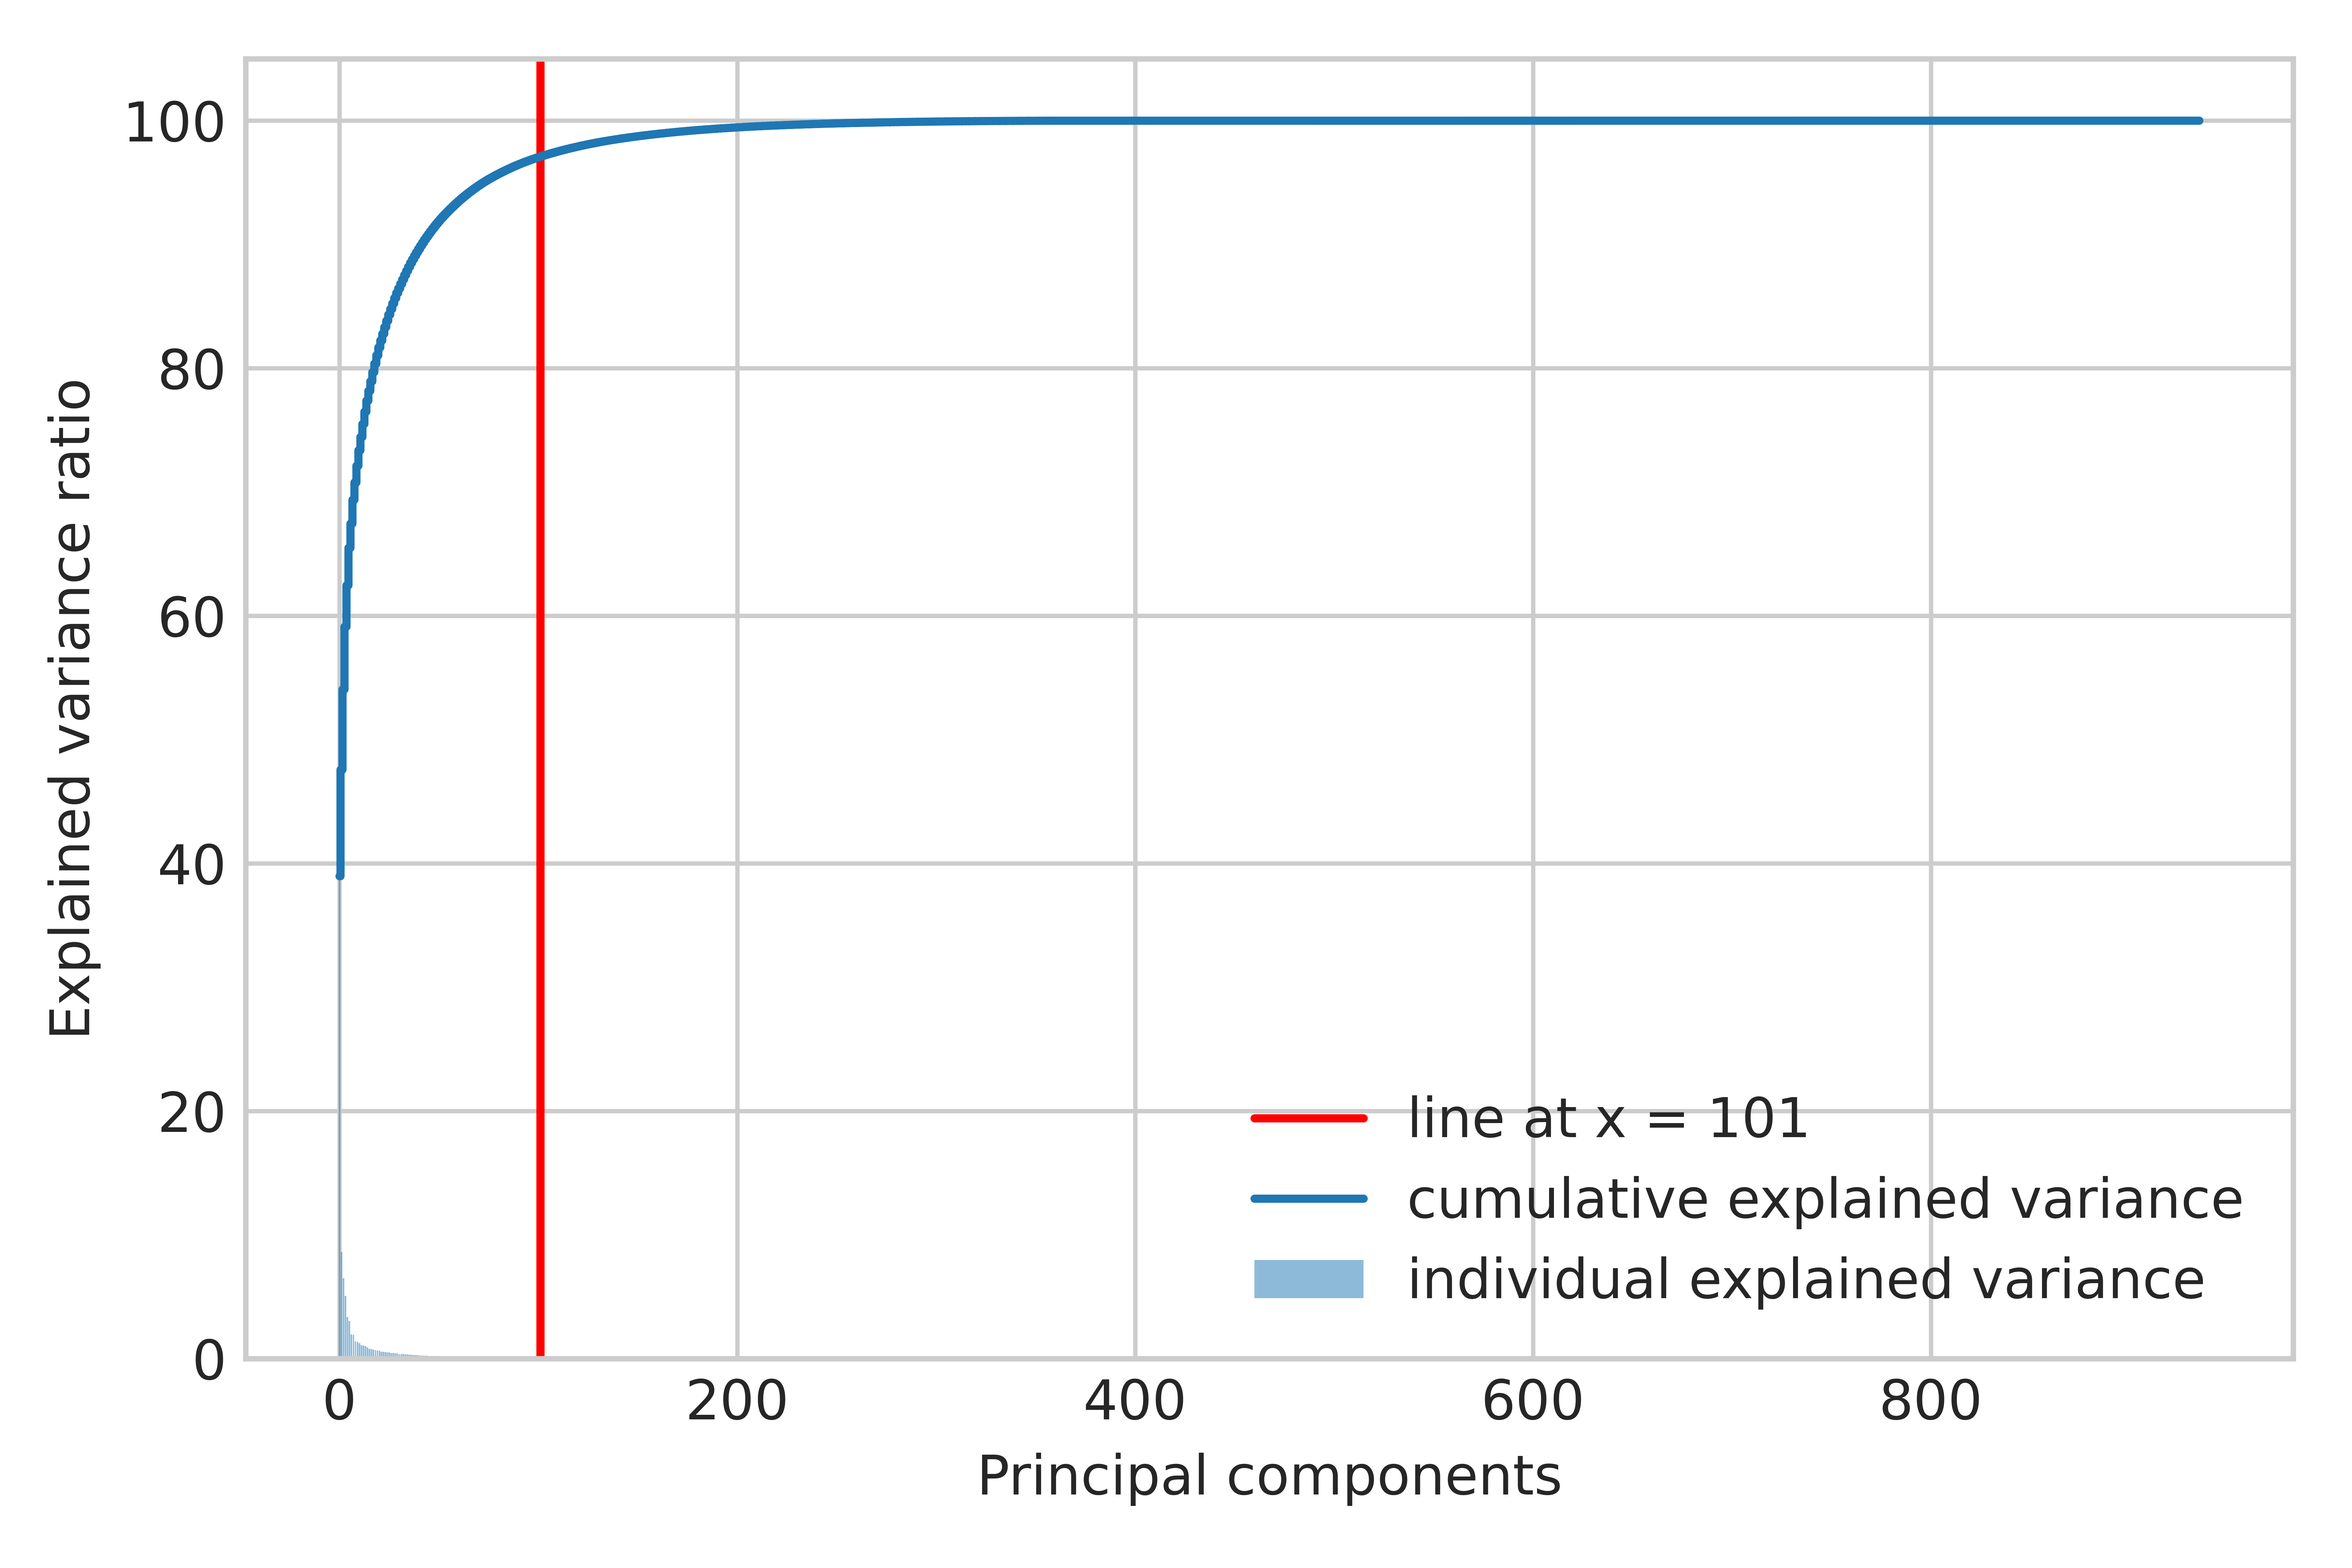 100
80
60
40
20
0
Explained variance ratio
line at x = 101
cumulative explained variance
individual explained variance
0 200 400 600 800
Principal components